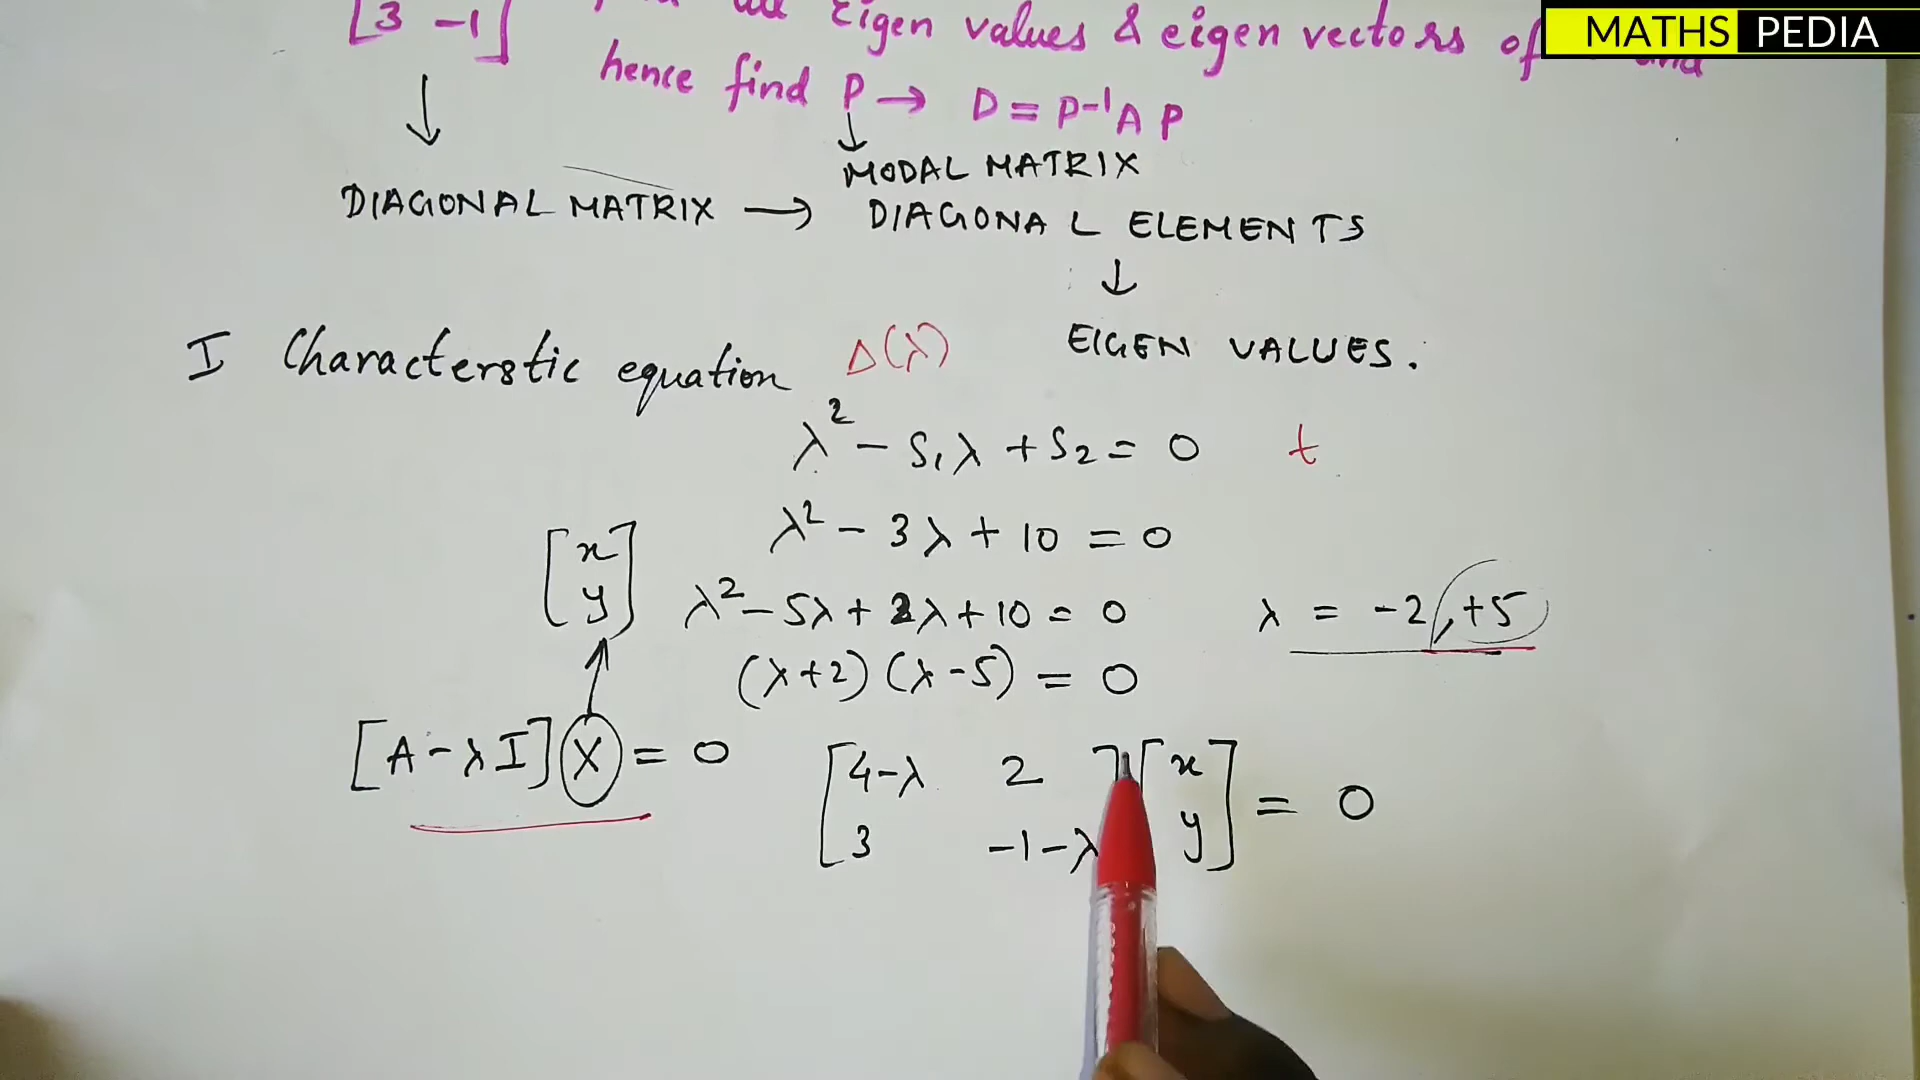 [3 -1] all Eigen values & eigen vectors of and
MATHS PEDIA
hence find P → D = P⁻¹A P
↓ ↓
MODAL MATRIX
DIAGONAL MATRIX → DIAGONAL ELEMENTS
↓
I Characterstic equation Δ(λ) EIGEN VALUES.
λ² - S₁λ + S₂ = 0 t
λ² - 3λ + 10 = 0
[x
y]
λ² - 5λ + 2λ + 10 = 0 λ = -2, +5
(λ+2) (λ-5) = 0
[A - λI] X = 0
[4-λ 2] [x
3 -1-λ y] = 0